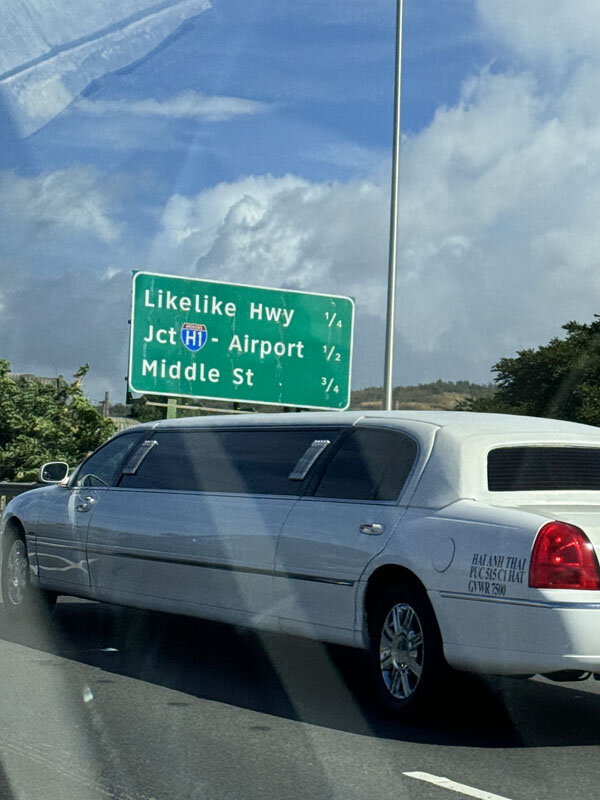 Likelike Hwy 1/4
Jct H1 - Airport 1/2
Middle St 3/4
HAI ANH THAI
PUC 515 C1 HAT
GVWR 7500